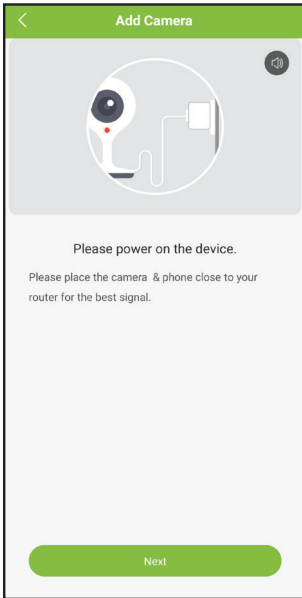 Add Camera
Please power on the device.
Please place the camera & phone close to your
router for the best signal.
Next